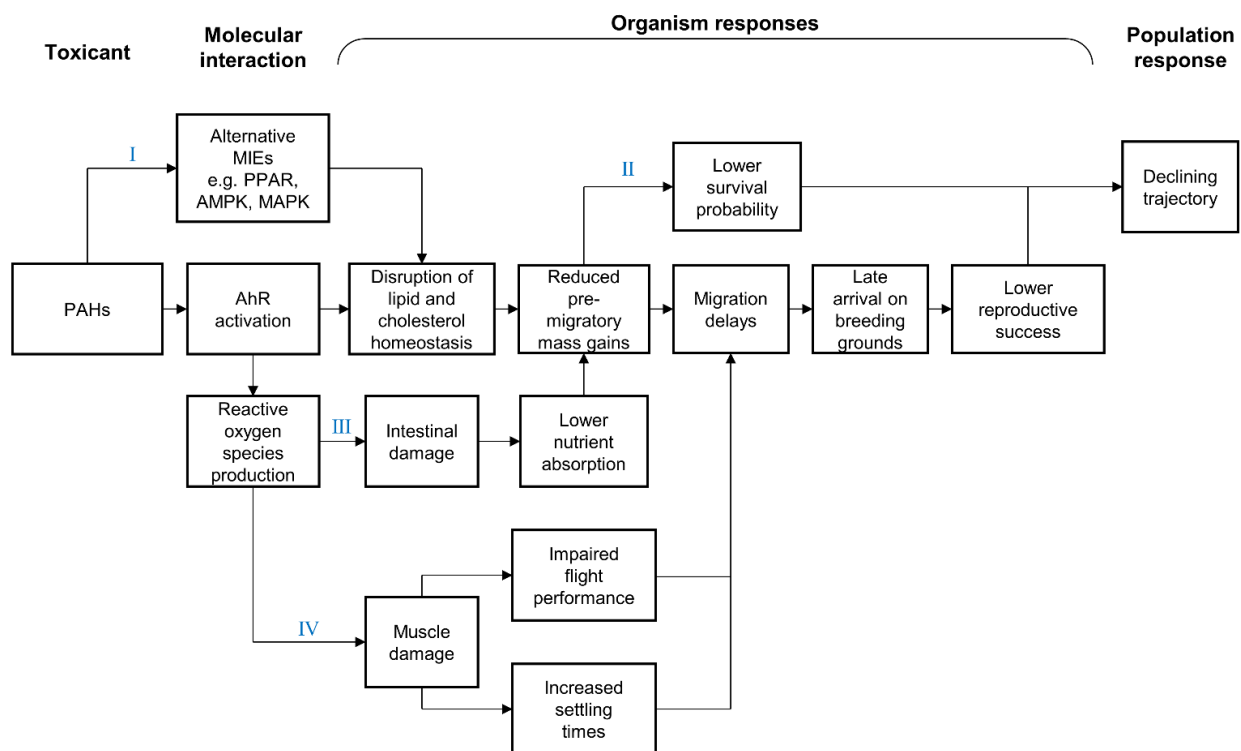 Toxicant
Molecular
interaction
Organism responses
Population
response
I
Alternative
MIEs
e.g. PPAR,
AMPK, MAPK
II
Lower
survival
probability
Declining
trajectory
PAHs
AhR
activation
Disruption of
lipid and
cholesterol
homeostasis
Reduced
pre-
migratory
mass gains
Migration
delays
Late
arrival on
breeding
grounds
Lower
reproductive
success
Reactive
oxygen
species
production
III
Intestinal
damage
Lower
nutrient
absorption
Impaired
flight
performance
IV
Muscle
damage
Increased
settling
times